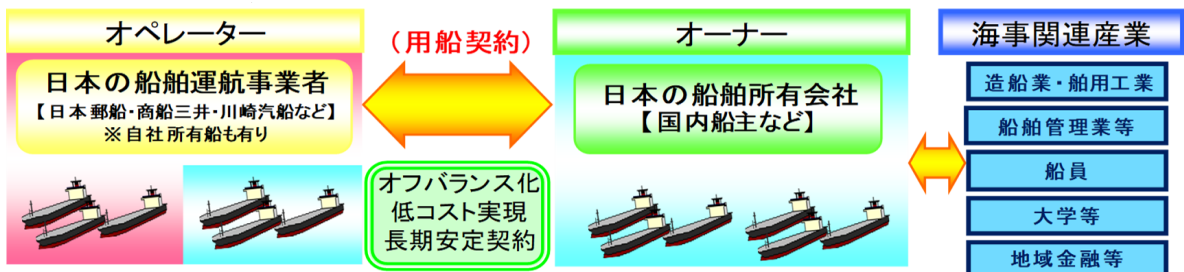 オペレーター
日本の船舶運航事業者
【日本郵船・商船三井・川崎汽船など】
※自社所有船も有り
(用船契約)
オフバランス化
低コスト実現
長期安定契約
オーナー
日本の船舶所有会社
【国内船主など】
海事関連産業
造船業・舶用工業
船舶管理業等
船員
大学等
地域金融等